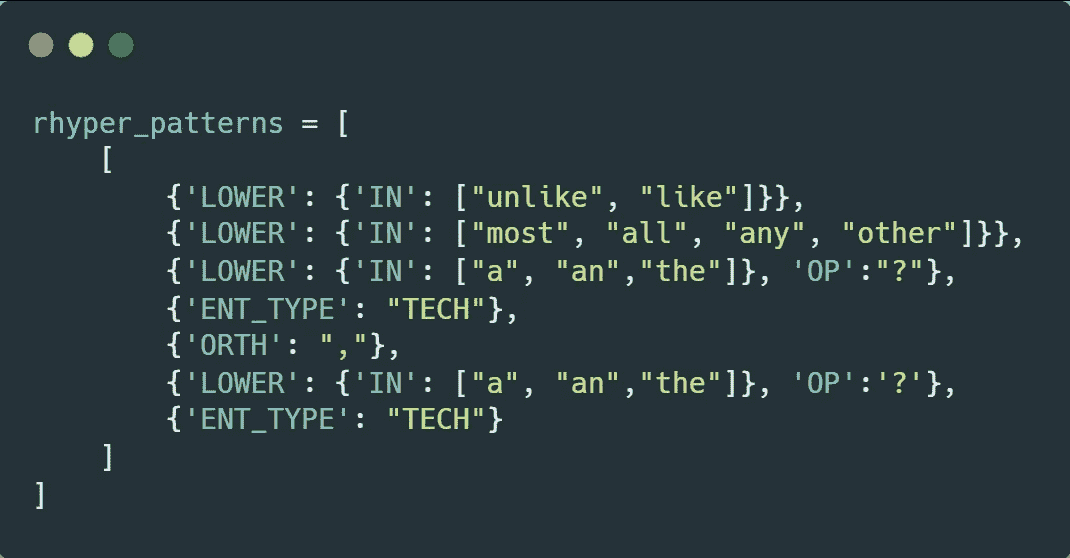 rhyper_patterns = [
    [
        {'LOWER': {'IN': ["unlike", "like"]}},
        {'LOWER': {'IN': ["most", "all", "any", "other"]}},
        {'LOWER': {'IN': ["a", "an","the"]}, 'OP':"?"},
        {'ENT_TYPE': "TECH"},
        {'ORTH': ","},
        {'LOWER': {'IN': ["a", "an","the"]}, 'OP':'?'},
        {'ENT_TYPE': "TECH"}
    ]
]